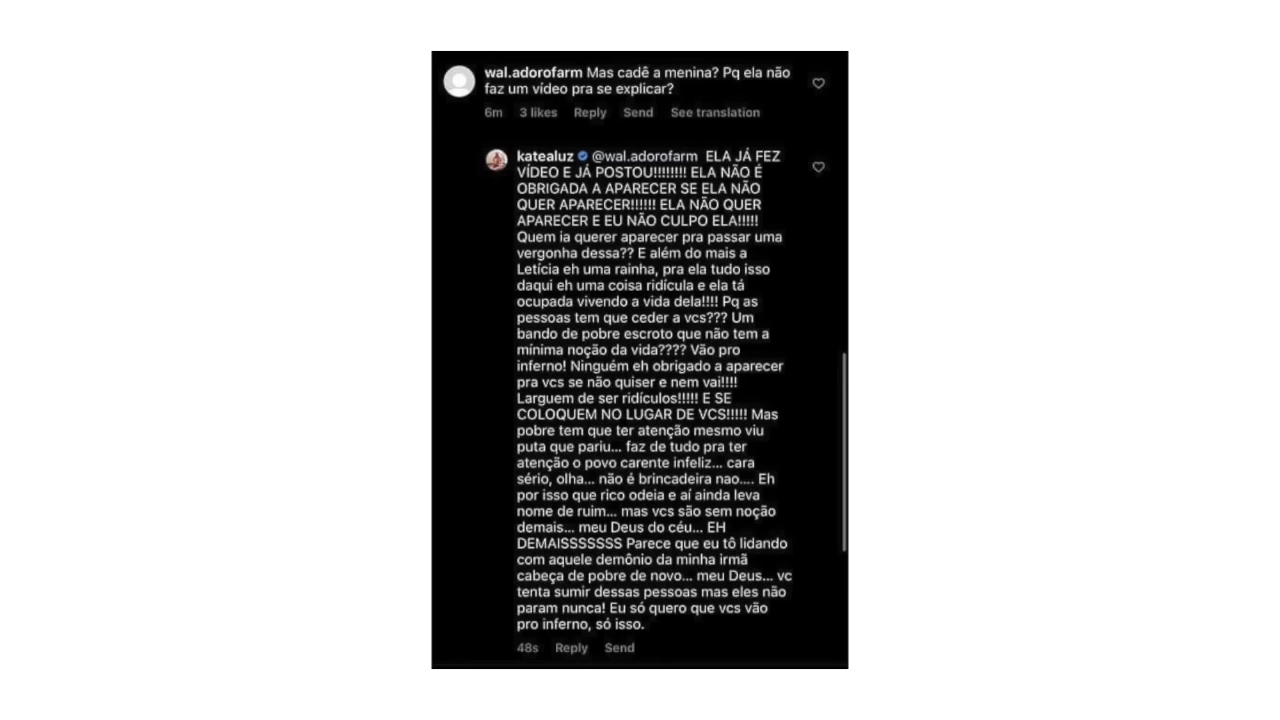 wal.adorofarm Mas cadê a menina? Pq ela não
faz um vídeo pra se explicar?
6m 3 likes Reply Send See translation
katealuz @wal.adorofarm ELA JÁ FEZ
VÍDEO E JÁ POSTOU!!!!!!!! ELA NÃO É
OBRIGADA A APARECER SE ELA NÃO
QUER APARECER!!!!!! ELA NÃO QUER
APARECER E EU NÃO CULPO ELA!!!!!
Quem ia querer aparecer pra passar uma
vergonha dessa?? E além do mais a
Letícia eh uma rainha, pra ela tudo isso
daqui eh uma coisa ridícula e ela tá
ocupada vivendo a vida dela!!!! Pq as
pessoas tem que ceder a vcs??? Um
bando de pobre escroto que não tem a
mínima noção da vida???? Vão pro
inferno! Ninguém eh obrigado a aparecer
pra vcs se não quiser e nem vai!!!!
Larguem de ser ridículos!!!!! E SE
COLOQUEM NO LUGAR DE VCS!!!!! Mas
pobre tem que ter atenção mesmo viu
puta que pariu... faz de tudo pra ter
atenção o povo carente infeliz... cara
sério, olha... não é brincadeira nao.... Eh
por isso que rico odeia e aí ainda leva
nome de ruim... mas vcs são sem noção
demais... meu Deus do céu... EH
DEMAISSSSSSS Parece que eu tô lidando
com aquele demônio da minha irmã
cabeça de pobre de novo... meu Deus... vc
tenta sumir dessas pessoas mas eles não
param nunca! Eu só quero que vcs vão
pro inferno, só isso.
48s Reply Send